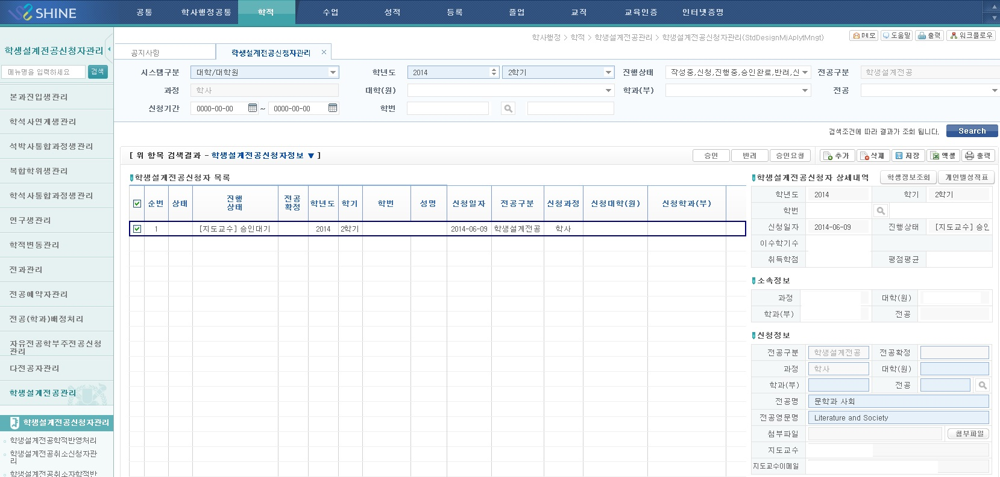 SHINE
공통 학사행정공통 학적 수업 성적 등록 졸업 교직 교육인증 인터넷증명
학사행정 > 학적 > 학생설계전공관리 > 학생설계전공신청자관리(StdDesignMjAplytMngt)
메모 도움말 출력 워크플로우
학생설계전공신청자관리
메뉴명을 입력하세요 검색
본과진입생관리
학석사연계생관리
석박사통합과정생관리
복합학위생관리
학석사통합과정생관리
연구생관리
학적변동관리
전과관리
전공예약자관리
전공(학과)배정처리
자유전공학부주전공신청
관리
다전공자관리
학생설계전공관리
학생설계전공신청자관리
학생설계전공학적반영처리
학생설계전공취소신청자관
리
학생설계전공취소자학적반
공지사항 학생설계전공신청자관리 ×
시스템구분 대학/대학원 학년도 2014 2학기 진행상태 작성중,신청,진행중,승인완료,반려,신 전공구분 학생설계전공
과정 학사 대학(원) 학과(부) 전공
신청기간 0000-00-00 ~ 0000-00-00 학번
검색조건에 따라 결과가 조회 됩니다. Search
[ 위 항목 검색결과 - 학생설계전공신청자정보 ▼ ] 승인 반려 승인요청 추가 삭제 저장 엑셀 출력
학생설계전공신청자 목록
순번 상태 진행 상태 전공 확정 학년도 학기 학번 성명 신청일자 전공구분 신청과정 신청대학(원) 신청학과(부)
1 [지도교수] 승인대기 2014 2학기 2014-06-09 학생설계전공 학사
학생설계전공신청자 상세내역 학생정보조회 개인별성적표
학년도 2014 학기 2학기
학번
신청일자 2014-06-09 진행상태 [지도교수] 승인
이수학기수
취득학점 평점평균
소속정보
과정 대학(원)
학과(부) 전공
신청정보
전공구분 학생설계전공 전공확정
과정 학사 대학(원)
학과(부) 전공
전공명 문학과 사회
전공영문명 Literature and Society
첨부파일 첨부파일
지도교수
지도교수이메일